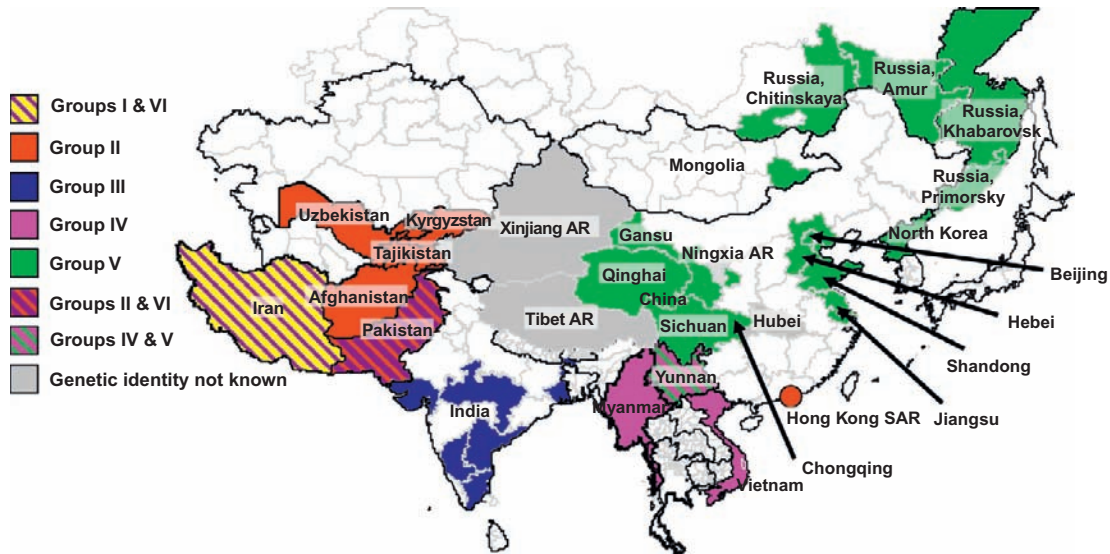 Groups I & VI
Group II
Group III
Group IV
Group V
Groups II & VI
Groups IV & V
Genetic identity not known
Russia,
Chitinskaya
Russia,
Amur
Russia,
Khabarovsk
Russia,
Primorsky
Mongolia
Uzbekistan
Kyrgyzstan
Xinjiang AR
Gansu
Ningxia AR
North Korea
Tajikistan
Qinghai
Beijing
Iran
Afghanistan
China
Pakistan
Tibet AR
Sichuan
Hubei
Hebei
Shandong
Yunnan
India
Myanmar
Hong Kong SAR
Jiangsu
Chongqing
Vietnam